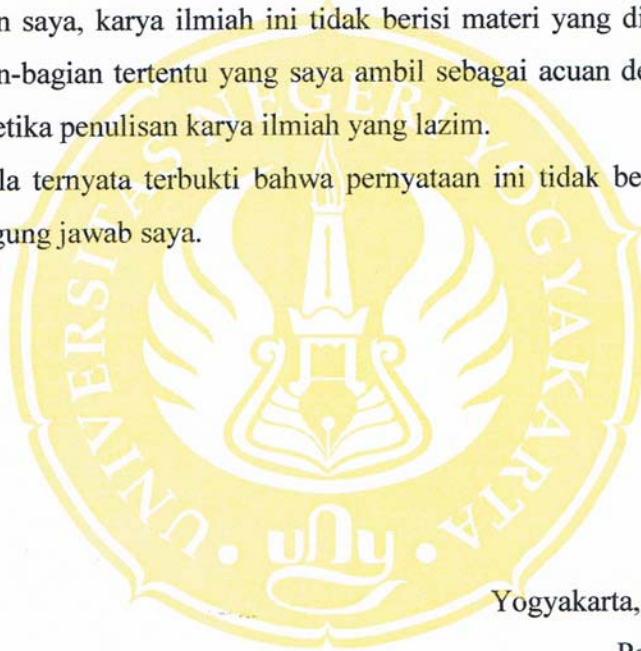 n saya, karya ilmiah ini tidak berisi materi yang di
n-bagian tertentu yang saya ambil sebagai acuan de
etika penulisan karya ilmiah yang lazim.
la ternyata terbukti bahwa pernyataan ini tidak be
gung jawab saya.
UNIVERSITAS NEGERI YOGYAKARTA
uny
Yogyakarta,
Pe